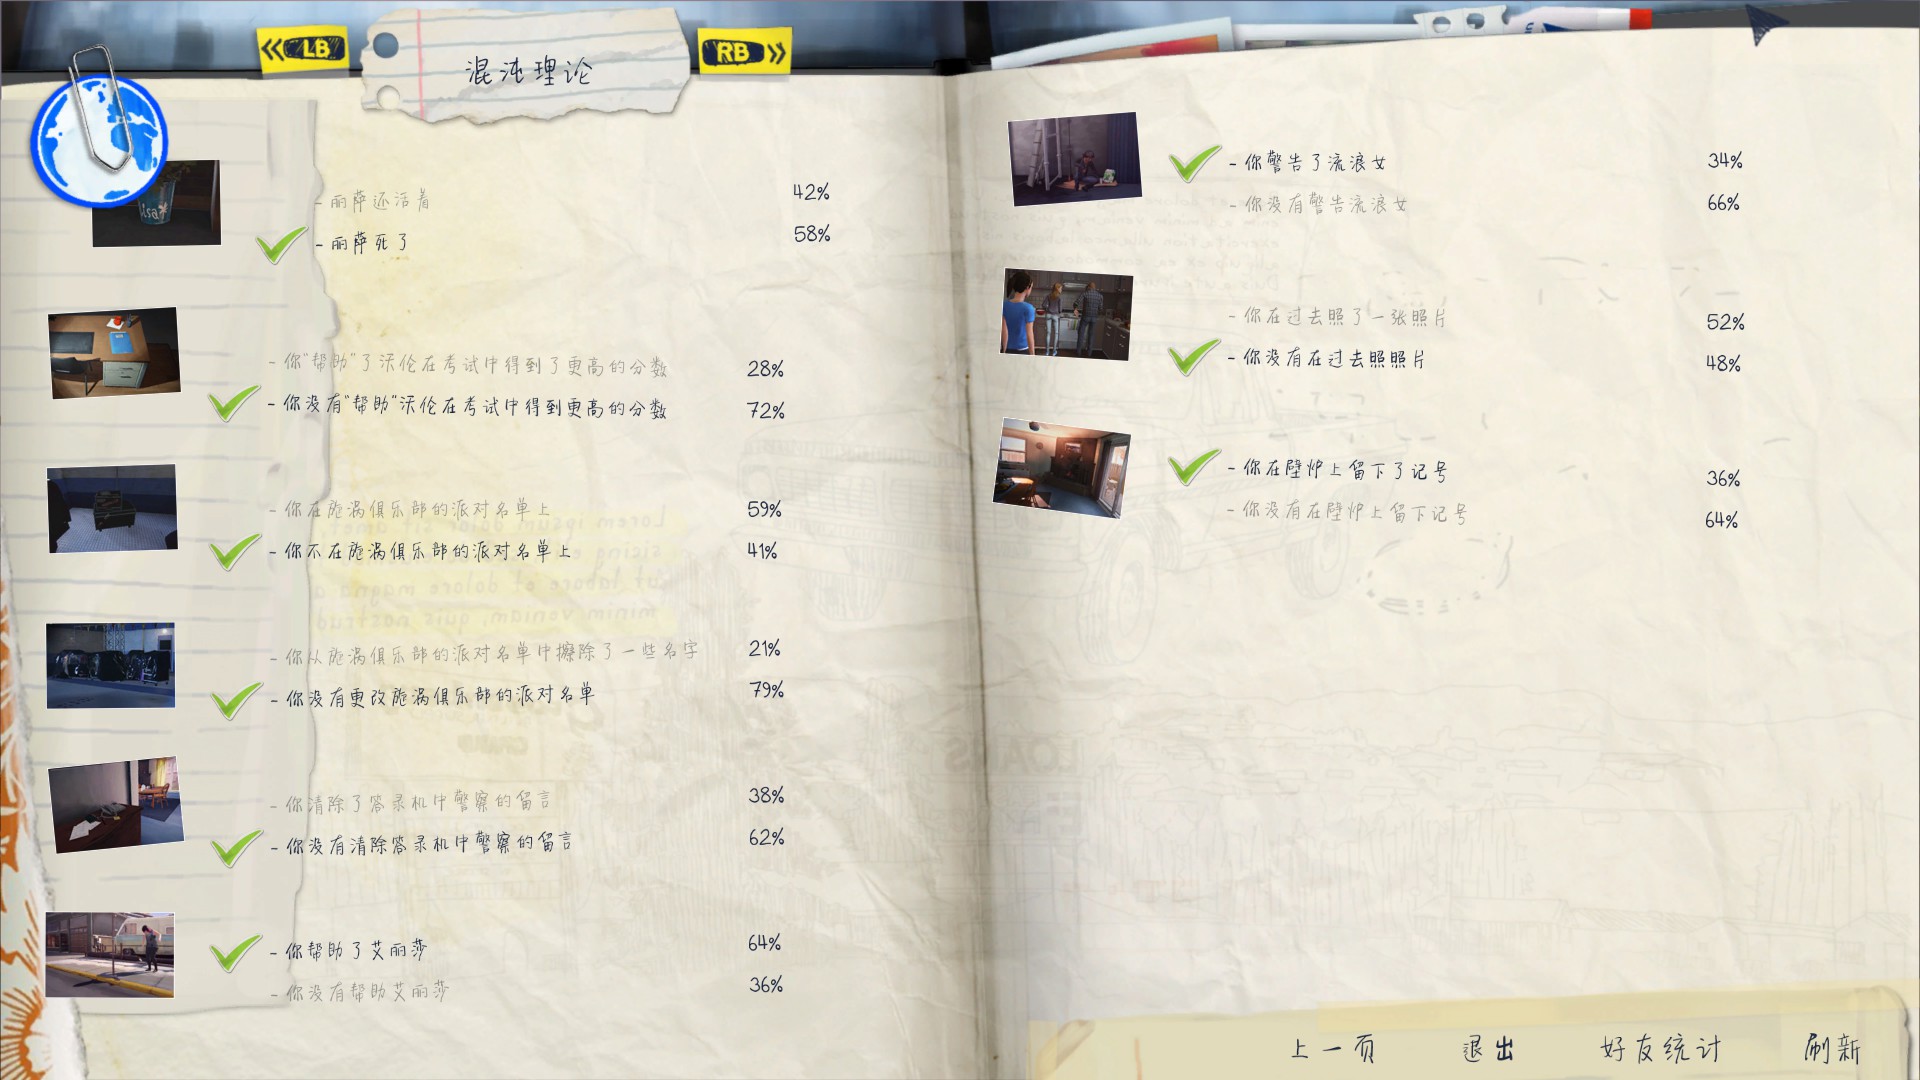 LB
混沌理论
RB
lisa
- 丽萨还活着 42%
- 丽萨死了 58%
- 你"帮助"了沃伦在考试中得到了更高的分数 28%
- 你没有"帮助"沃伦在考试中得到更高的分数 72%
- 你在旋涡俱乐部的派对名单上 59%
- 你不在旋涡俱乐部的派对名单上 41%
- 你从旋涡俱乐部的派对名单中擦除了一些名字 21%
- 你没有更改旋涡俱乐部的派对名单 79%
- 你清除了答录机中警察的留言 38%
- 你没有清除答录机中警察的留言 62%
- 你帮助了艾丽莎 64%
- 你没有帮助艾丽莎 36%
- 你警告了流浪女 34%
- 你没有警告流浪女 66%
- 你在过去照了一张照片 52%
- 你没有在过去照照片 48%
- 你在壁炉上留下了记号 36%
- 你没有在壁炉上留下记号 64%
上一页 退出 好友统计 刷新